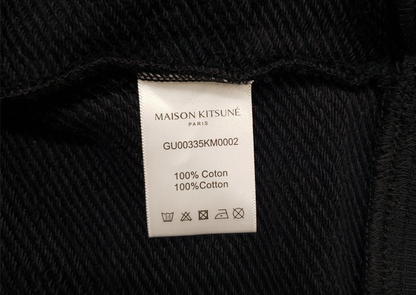 MAISON KITSUNÉ
PARIS
GU00335KM0002
100% Coton
100%Cotton